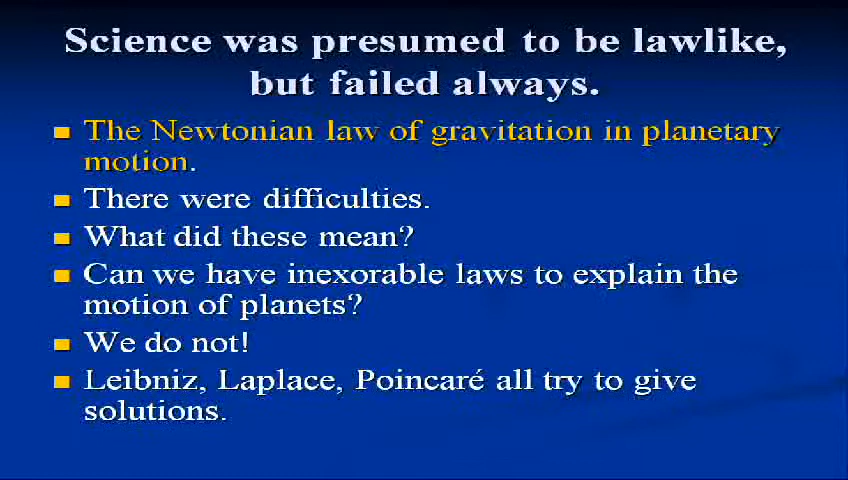 Science was presumed to be lawlike,
but failed always.
The Newtonian law of gravitation in planetary
motion.
There were difficulties.
What did these mean?
Can we have inexorable laws to explain the
motion of planets?
We do not!
Leibniz, Laplace, Poincaré all try to give
solutions.